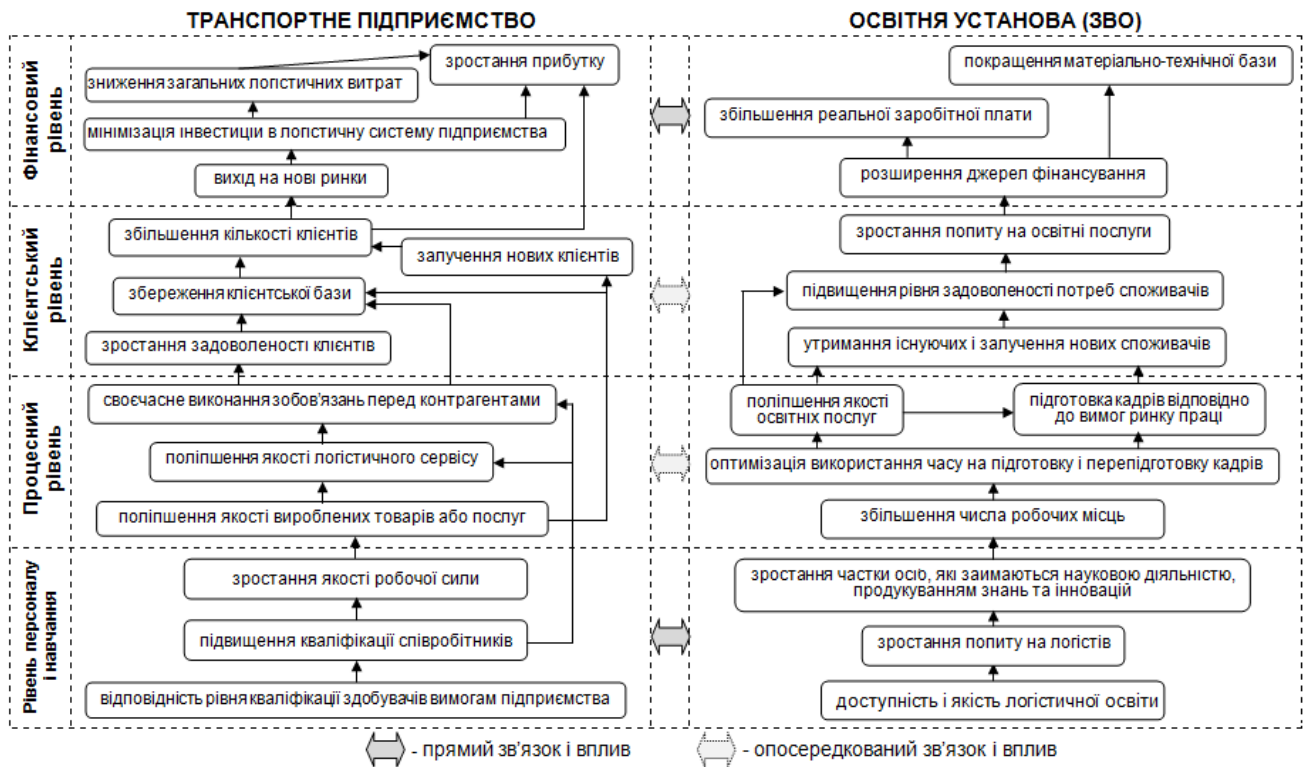 ТРАНСПОРТНЕ ПІДПРИЄМСТВО
ОСВІТНЯ УСТАНОВА (ЗВО)
Фінансовий
рівень
зростання прибутку
зниження загальних логістичних витрат
мінімізація інвестицій в логістичну систему підприємства
вихід на нові ринки
покращення матеріально-технічної бази
збільшення реальної заробітної плати
розширення джерел фінансування
Клієнтський
рівень
збільшення кількості клієнтів
залучення нових клієнтів
збереження клієнтської бази
зростання задоволеності клієнтів
зростання попиту на освітні послуги
підвищення рівня задоволеності потреб споживачів
утримання існуючих і залучення нових споживачів
Процесний
рівень
своєчасне виконання зобов'язань перед контрагентами
поліпшення якості логістичного сервісу
поліпшення якості вироблених товарів або послуг
поліпшення якості
освітніх послуг
підготовка кадрів відповідно
до вимог ринку праці
оптимізація використання часу на підготовку і перепідготовку кадрів
збільшення числа робочих місць
Рівень персоналу
і навчання
зростання якості робочої сили
підвищення кваліфікації співробітників
відповідність рівня кваліфікації здобувачів вимогам підприємства
зростання частки осіб, які займаються науковою діяльністю,
продукуванням знань та інновацій
зростання попиту на логістів
доступність і якість логістичної освіти
- прямий зв'язок і вплив
- опосередкований зв'язок і вплив